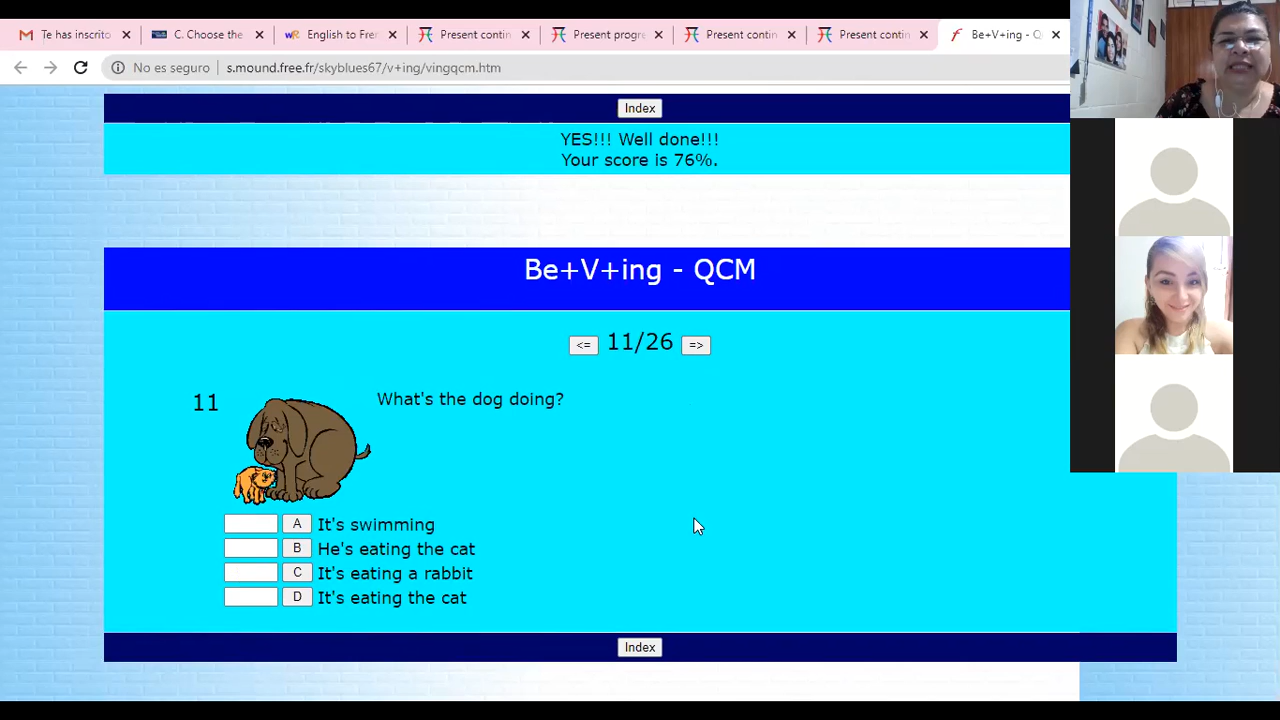 Te has inscrito
C. Choose the
English to Fren
Present contin
Present progre
Present contin
Present contin
Be+V+ing - Q
No es seguro
s.mound.free.fr/skyblues67/v+ing/vingqcm.htm
Index
YES!!! Well done!!!
Your score is 76%.
Be+V+ing - QCM
<= 11/26 =>
11 What's the dog doing?
A It's swimming
B He's eating the cat
C It's eating a rabbit
D It's eating the cat
Index